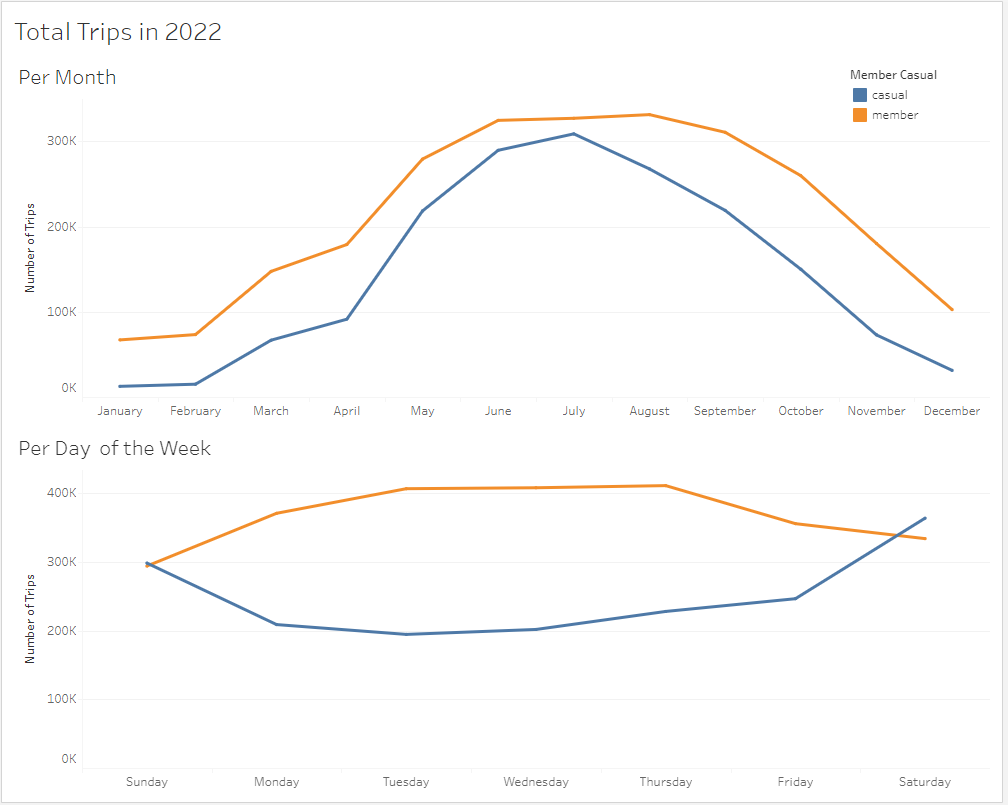 Total Trips in 2022
Per Month
Member Casual
casual
member
Number of Trips
300K
200K
100K
0K
January February March April May June July August September October November December
Per Day  of the Week
Number of Trips
400K
300K
200K
100K
0K
Sunday Monday Tuesday Wednesday Thursday Friday Saturday